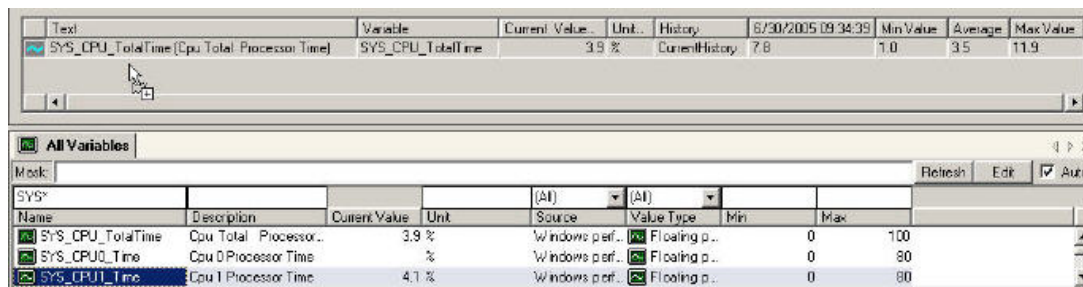 Text Variable Current Value... Unit... History 6/30/2005 09:34:39 Min Value Average Max Value
SYS_CPU_TotalTime (Cpu Total Processor Time) SYS_CPU_TotalTime 3.9 % CurrentHistory 7.8 1.0 3.5 11.9
All Variables
Mask: Refresh Edit Aut
SYS* (All) (All)
Name Description Current Value Unit Source Value Type Min Max
SYS_CPU_TotalTime Cpu Total Processor... 3.9 % Windows perf... Floating p... 0 100
SYS_CPU0_Time Cpu 0 Processor Time % Windows perf... Floating p... 0 80
SYS_CPU1_Time Cpu 1 Processor Time 4.1 % Windows perf... Floating p... 0 80